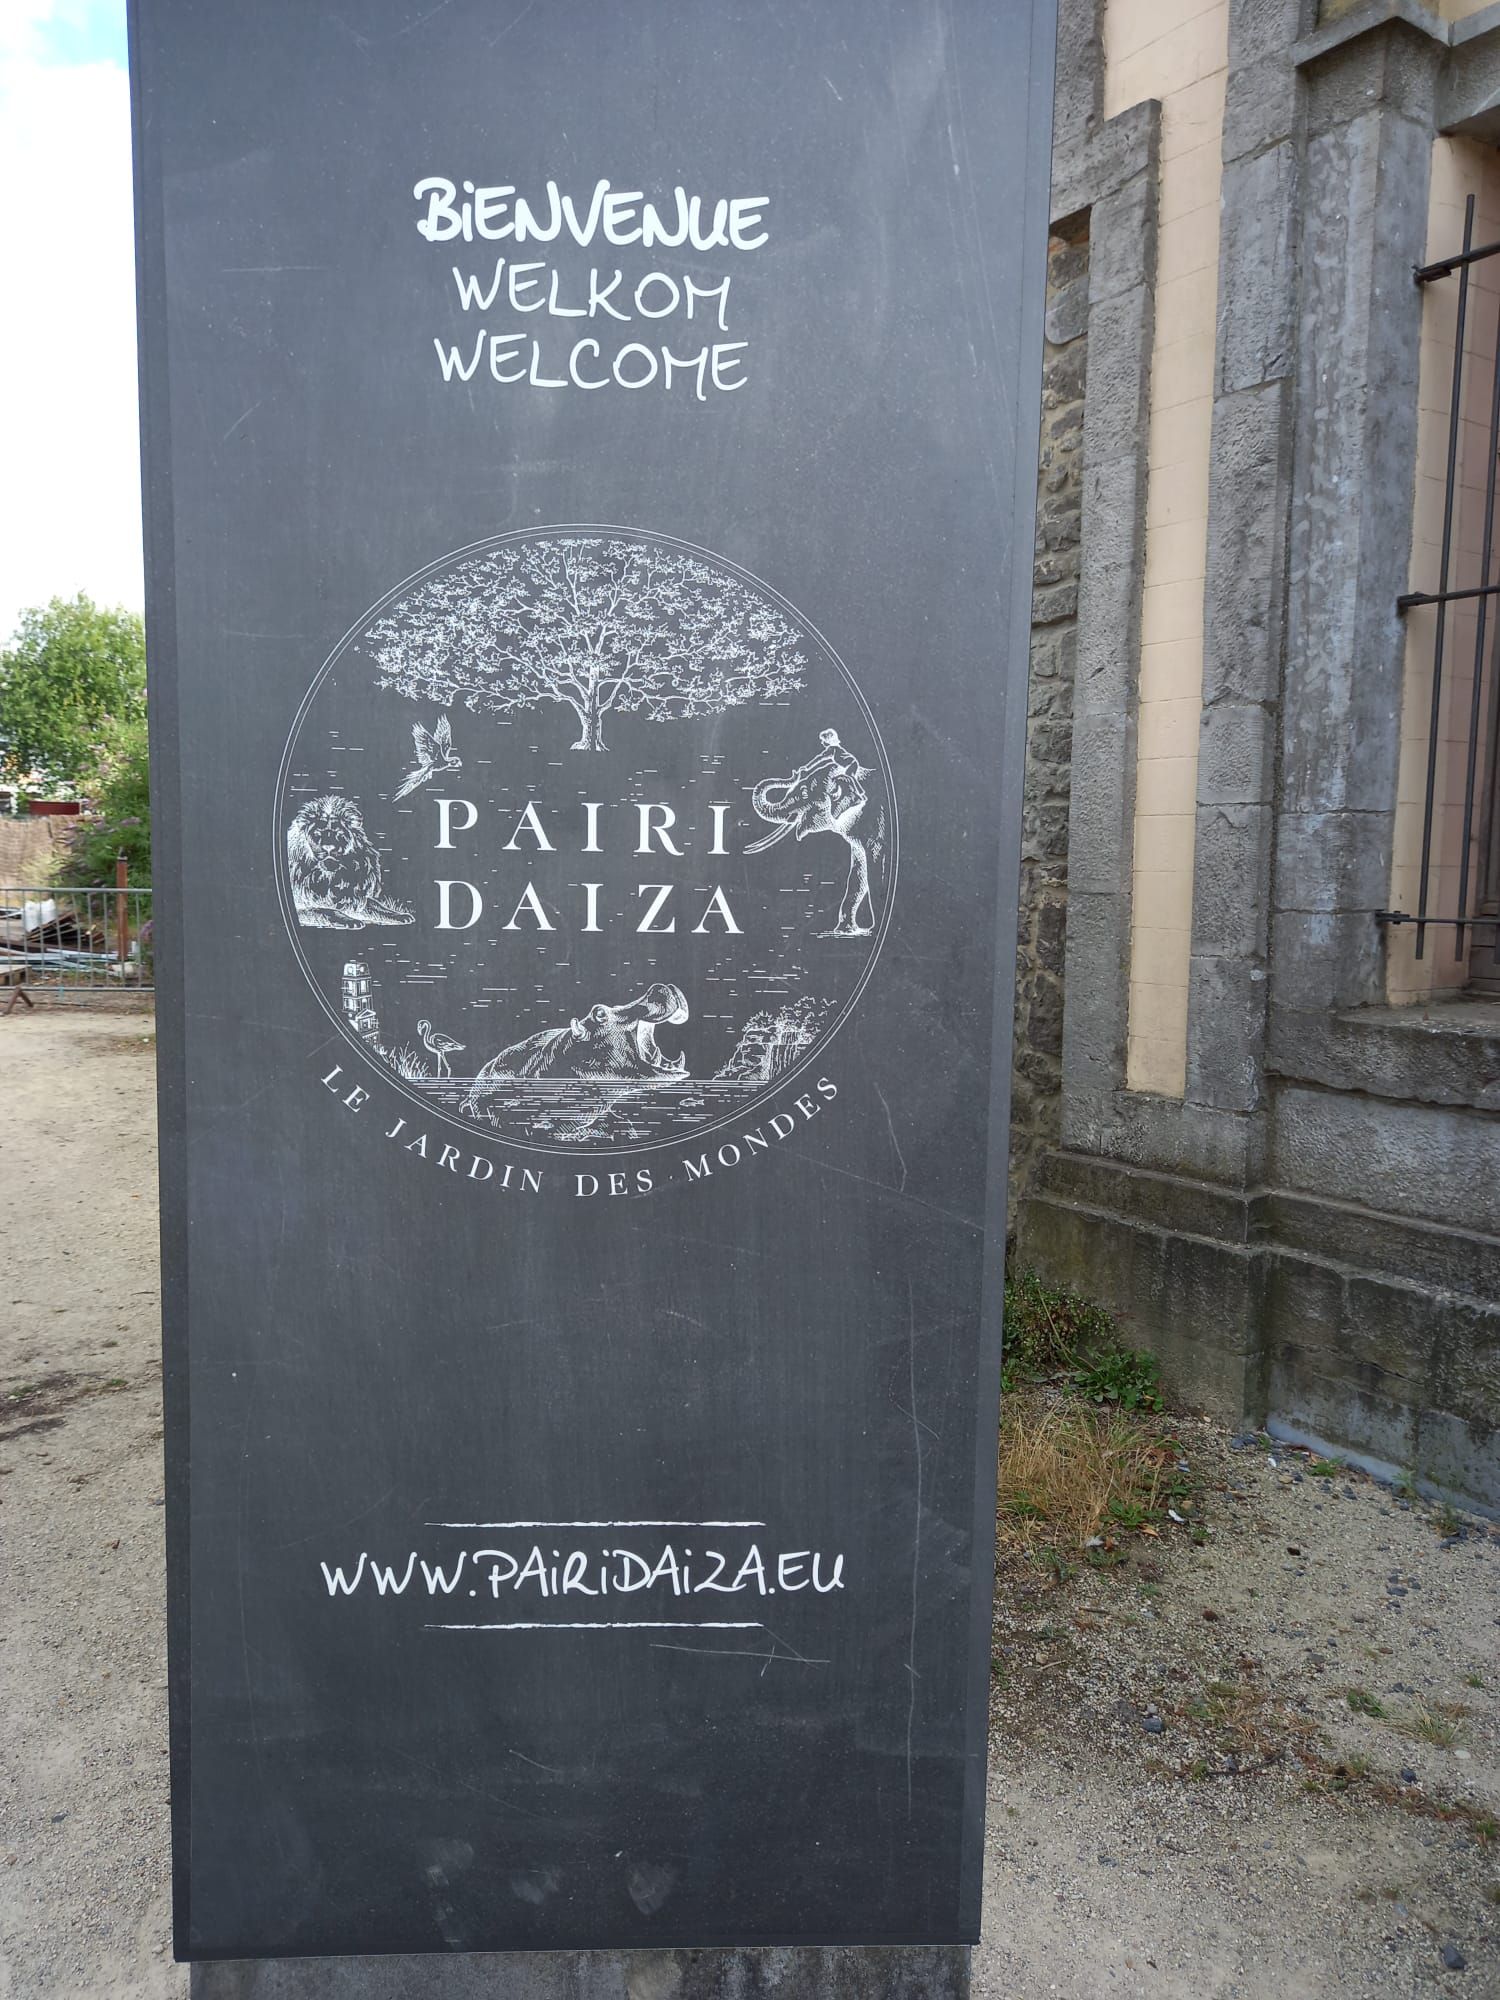 BiENVENUE
WELKOM
WELCOME
PAIRI
DAIZA
LE JARDIN DES MONDES
WWW.PAiRiDAiZA.EU